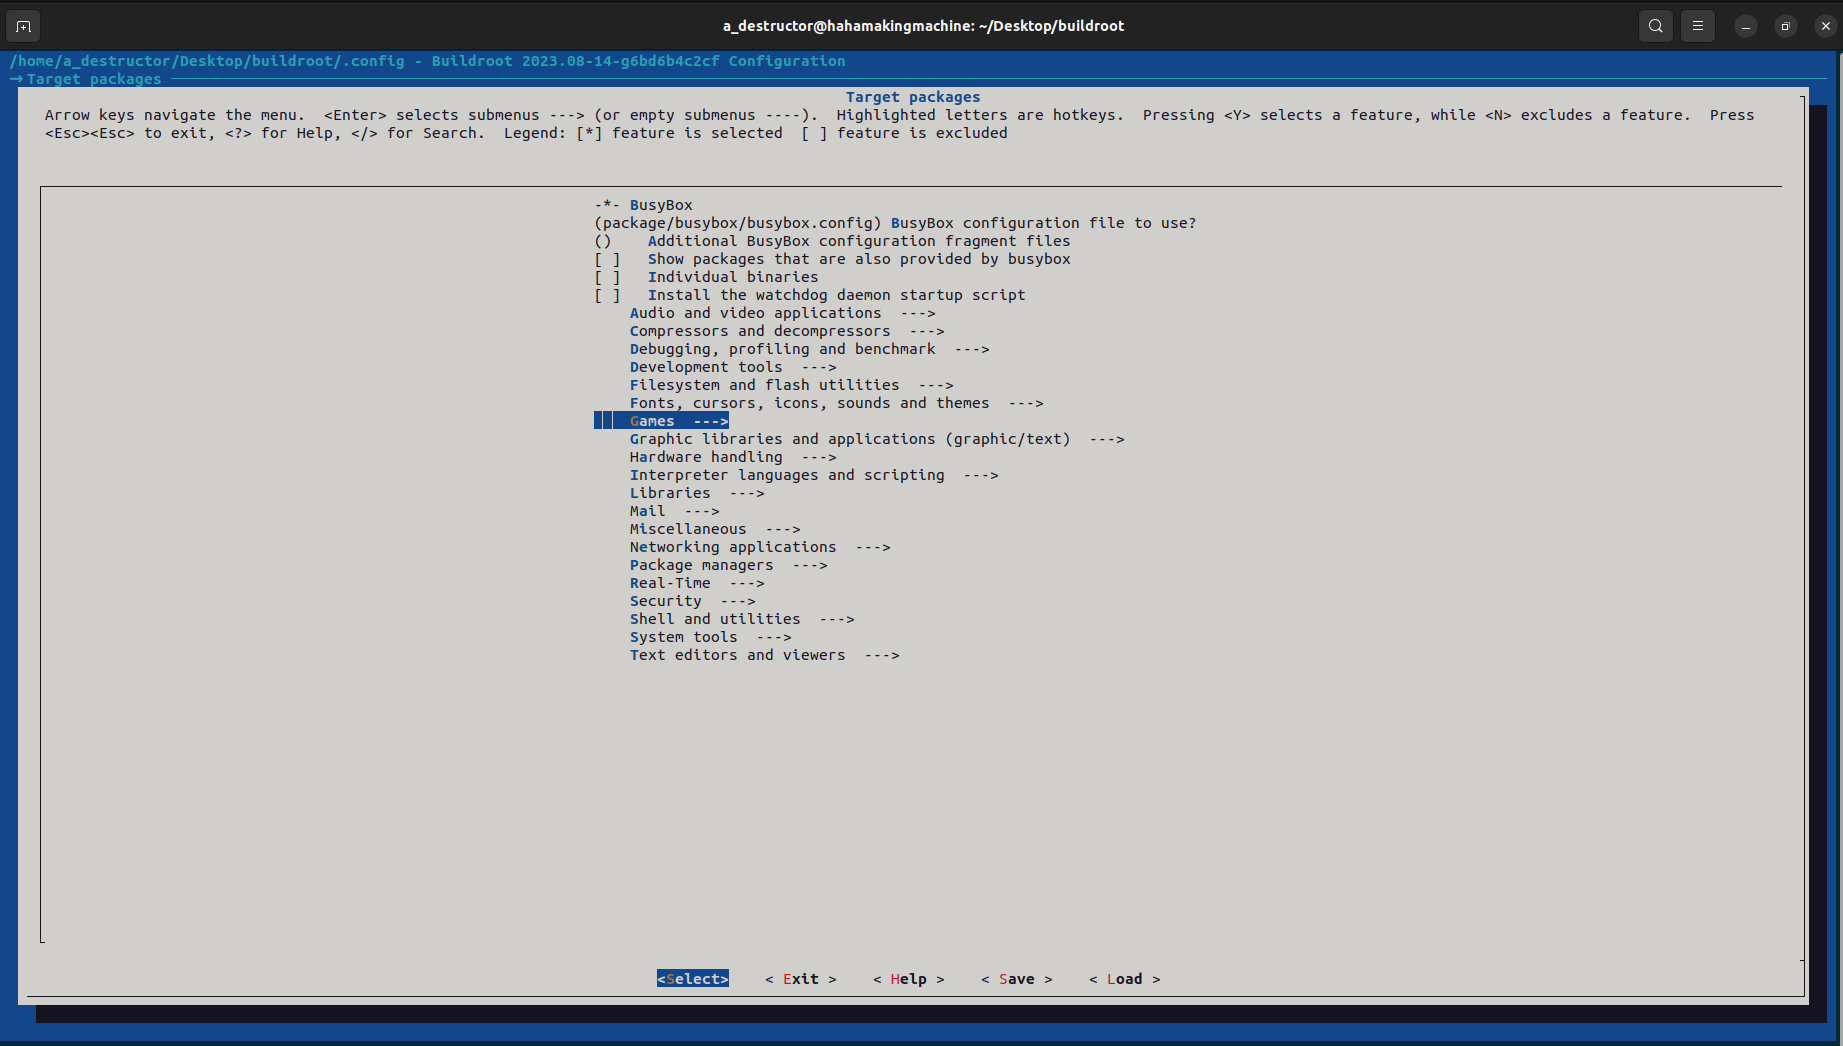 a_destructor@hahamakingmachine: ~/Desktop/buildroot
/home/a_destructor/Desktop/buildroot/.config - Buildroot 2023.08-14-g6bd6b4c2cf Configuration
→ Target packages
Target packages
Arrow keys navigate the menu.  <Enter> selects submenus ---> (or empty submenus ----).  Highlighted letters are hotkeys.  Pressing <Y> selects a feature, while <N> excludes a feature.  Press
<Esc><Esc> to exit, <?> for Help, </> for Search.  Legend: [*] feature is selected  [ ] feature is excluded
-*- BusyBox
(package/busybox/busybox.config) BusyBox configuration file to use?
()    Additional BusyBox configuration fragment files
[ ]   Show packages that are also provided by busybox
[ ]   Individual binaries
[ ]   Install the watchdog daemon startup script
Audio and video applications  --->
Compressors and decompressors  --->
Debugging, profiling and benchmark  --->
Development tools  --->
Filesystem and flash utilities  --->
Fonts, cursors, icons, sounds and themes  --->
Games  --->
Graphic libraries and applications (graphic/text)  --->
Hardware handling  --->
Interpreter languages and scripting  --->
Libraries  --->
Mail  --->
Miscellaneous  --->
Networking applications  --->
Package managers  --->
Real-Time  --->
Security  --->
Shell and utilities  --->
System tools  --->
Text editors and viewers  --->
<Select>    < Exit >    < Help >    < Save >    < Load >